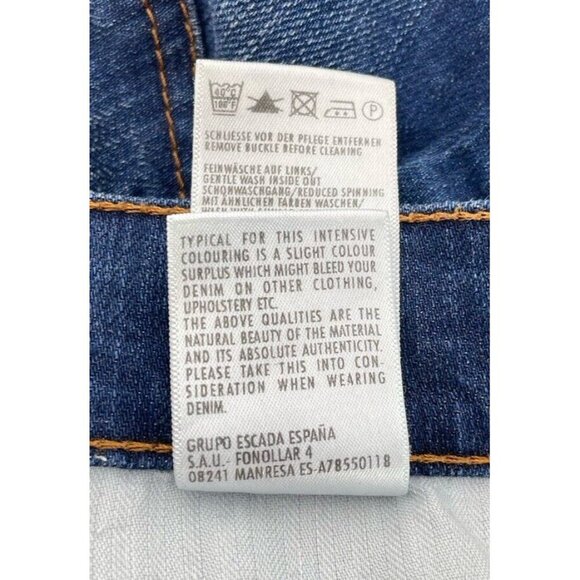 40°C
100°F
P
SCHLIESSE VOR DER PFLEGE ENTFERNEN
REMOVE BUCKLE BEFORE CLEANING
FEINWÄSCHE AUF LINKS/
GENTLE WASH INSIDE OUT
SCHONWASCHGANG/REDUCED SPINNING
MIT ÄHNLICHEN FARBEN WASCHEN/
WASH WITH
TYPICAL FOR THIS INTENSIVE
COLOURING IS A SLIGHT COLOUR
SURPLUS WHICH MIGHT BLEED YOUR
DENIM ON OTHER CLOTHING,
UPHOLSTERY ETC.
THE ABOVE QUALITIES ARE THE
NATURAL BEAUTY OF THE MATERIAL
AND ITS ABSOLUTE AUTHENTICITY.
PLEASE TAKE THIS INTO CON-
SIDERATION WHEN WEARING
DENIM.
GRUPO ESCADA ESPAÑA
S.A.U.- FONOLLAR 4
08241 MANRESA ES-A78550118